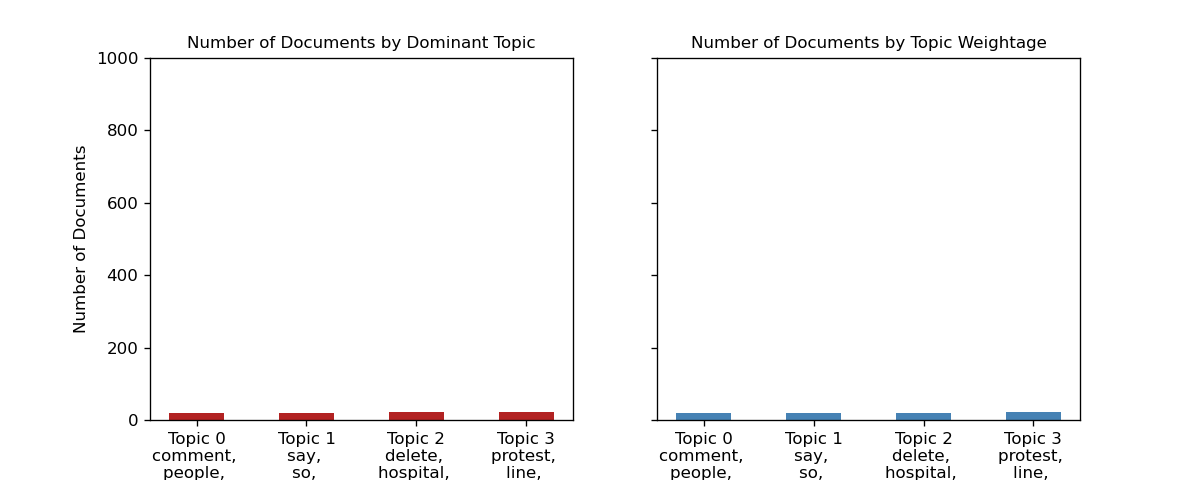 Number of Documents by Dominant Topic
Number of Documents
1000
800
600
400
200
0
Topic 0
comment,
people,
Topic 1
say,
so,
Topic 2
delete,
hospital,
Topic 3
protest,
line,
Number of Documents by Topic Weightage
Topic 0
comment,
people,
Topic 1
say,
so,
Topic 2
delete,
hospital,
Topic 3
protest,
line,